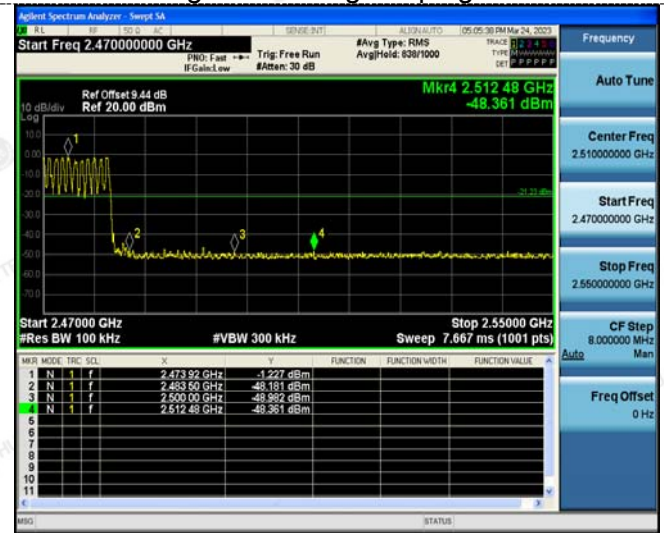 Agilent Spectrum Analyzer - Swept SA
RL RF 50 Ω AC SENSE:INT ALIGN AUTO 05:05:38 PM Mar 24, 2023
Start Freq 2.470000000 GHz
PNO: Fast
IFGain:Low
Trig: Free Run
#Atten: 30 dB
#Avg Type: RMS
Avg|Hold: 638/1000
TRACE 1 2 3 4 5 6
TYPE
DET P P P P P P
Mkr4 2.512 48 GHz
-48.361 dBm
Ref Offset 9.44 dB
Ref 20.00 dBm
10 dB/div
Log
10.0
0.00
-10.0
-20.0
-30.0
-40.0
-50.0
-60.0
-70.0
1
2
3
4
-21.23 dBm
Start 2.47000 GHz Stop 2.55000 GHz
#Res BW 100 kHz #VBW 300 kHz Sweep 7.667 ms (1001 pts)
MKR MODE TRC SCL X Y FUNCTION FUNCTION WIDTH FUNCTION VALUE
1 N 1 f 2.473 92 GHz -1.227 dBm
2 N 1 f 2.483 50 GHz -48.181 dBm
3 N 1 f 2.500 00 GHz -48.982 dBm
4 N 1 f 2.512 48 GHz -48.361 dBm
5
6
7
8
9
10
11
MSG STATUS
Frequency
Auto Tune
Center Freq
2.510000000 GHz
Start Freq
2.470000000 GHz
Stop Freq
2.550000000 GHz
CF Step
8.000000 MHz
Auto Man
Freq Offset
0 Hz